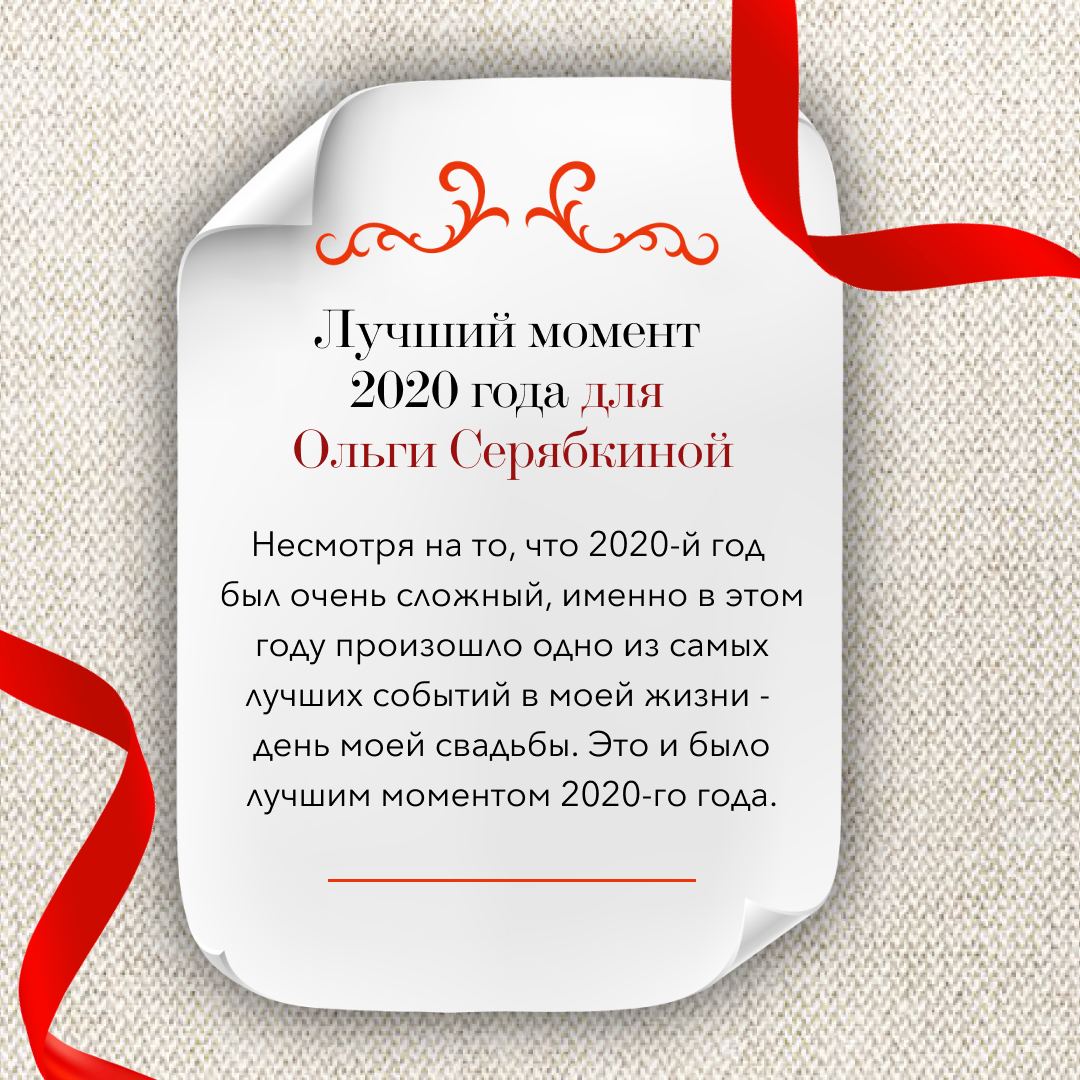 Лучший момент
2020 года для
Ольги Серябкиной
Несмотря на то, что 2020-й год
был очень сложный, именно в этом
году произошло одно из самых
лучших событий в моей жизни -
день моей свадьбы. Это и было
лучшим моментом 2020-го года.